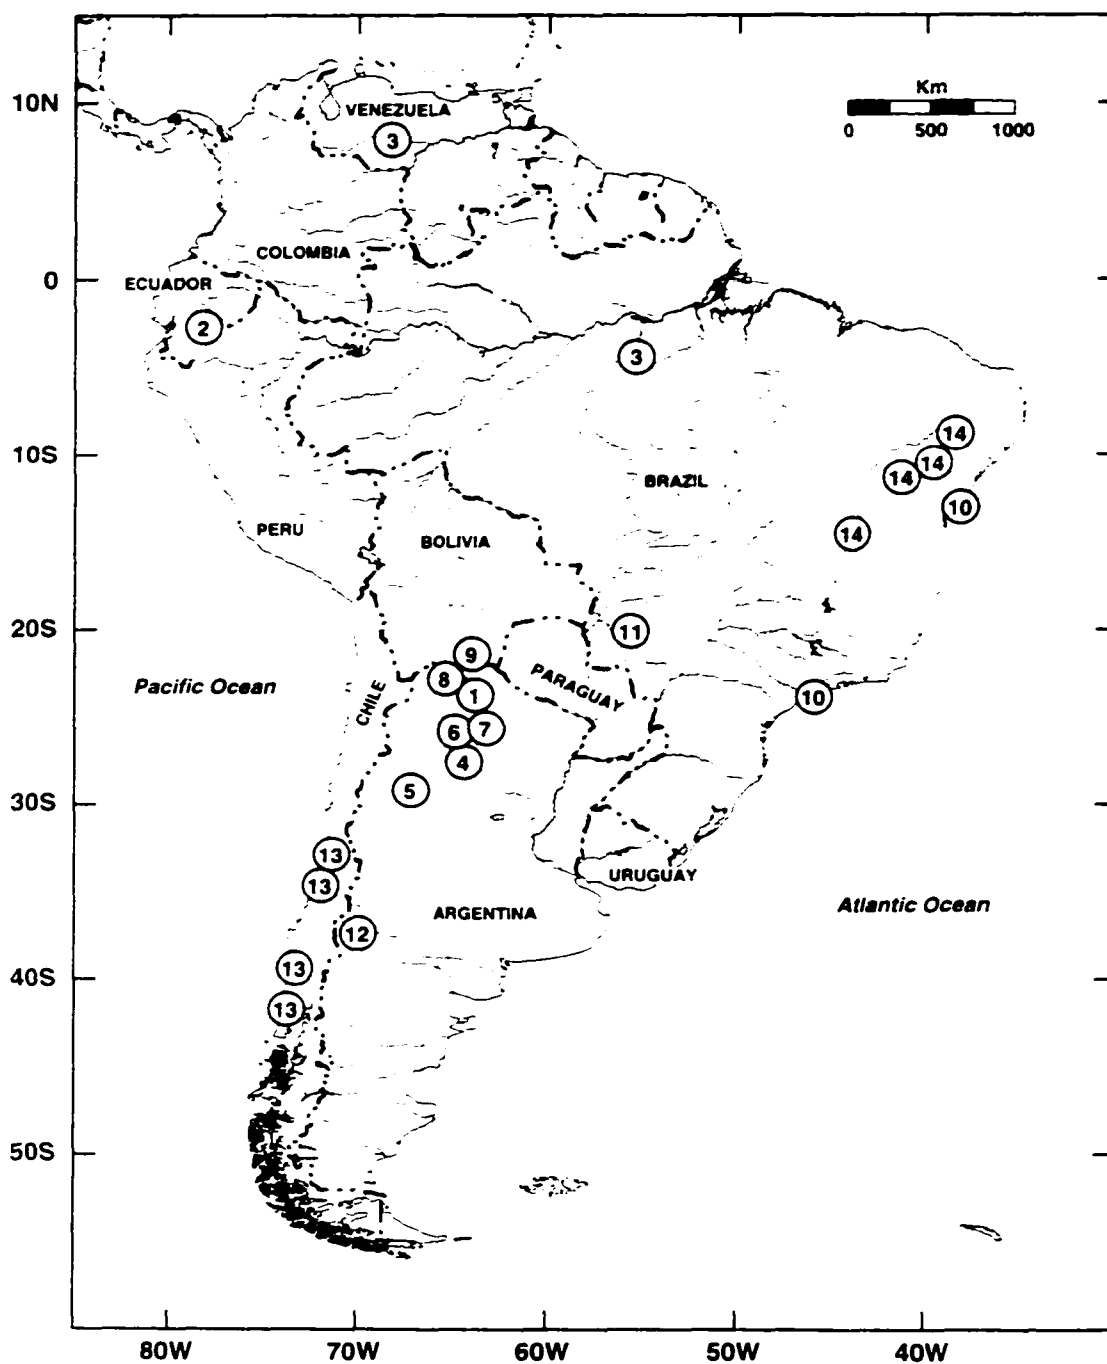 Km
0 500 1000
10N
VENEZUELA
3
COLOMBIA
0
ECUADOR
2
3
14
10S
14
BRAZIL
14
10
PERU
14
BOLIVIA
20S
11
9
8
PARAGUAY
Pacific Ocean
1
CHILE
10
6
7
4
5
30S
13
13
URUGUAY
Atlantic Ocean
ARGENTINA
12
13
40S
13
50S
80W 70W 60W 50W 40W